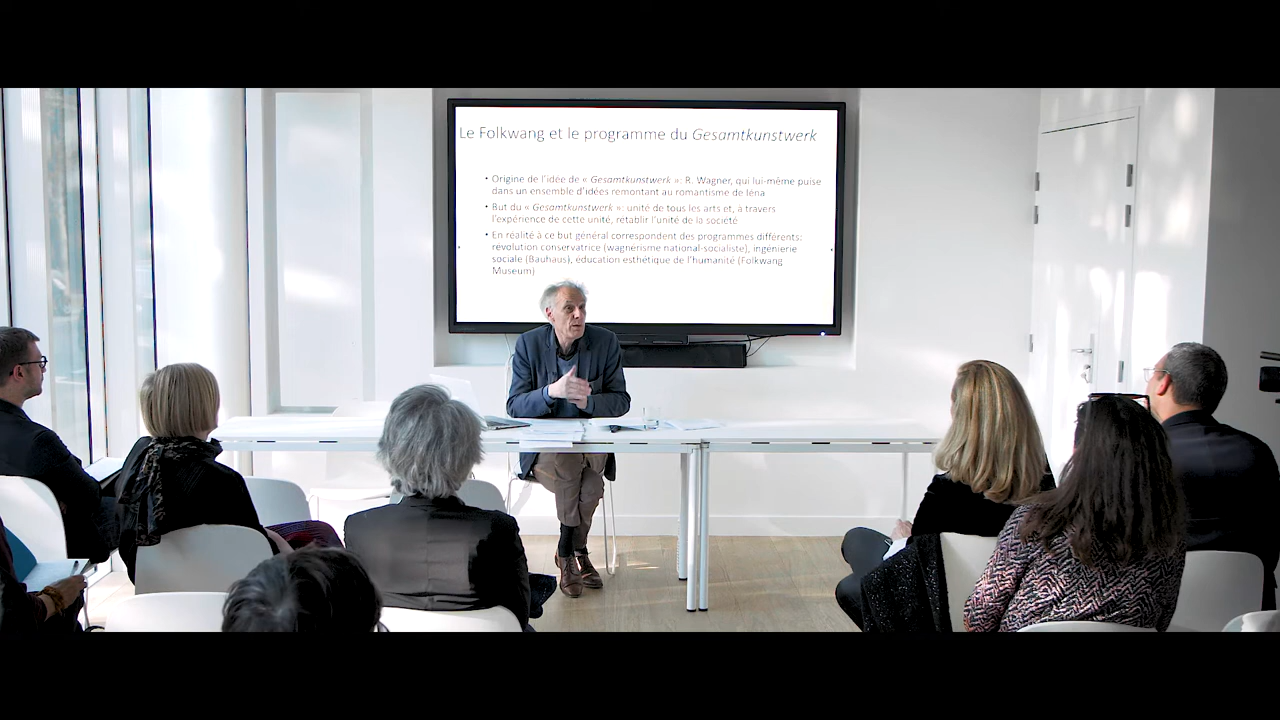 Le Folkwang et le programme du Gesamtkunstwerk
• Origine de l'idée de « Gesamtkunstwerk »: R. Wagner, qui lui-même puise
dans un ensemble d'idées remontant au romantisme de Iéna
• But du « Gesamtkunstwerk »: unité de tous les arts et, à travers
l'expérience de cette unité, rétablir l'unité de la société
• En réalité à ce but général correspondent des programmes différents:
révolution conservatrice (wagnérisme national-socialiste), ingénierie
sociale (Bauhaus), éducation esthétique de l'humanité (Folkwang
Museum)